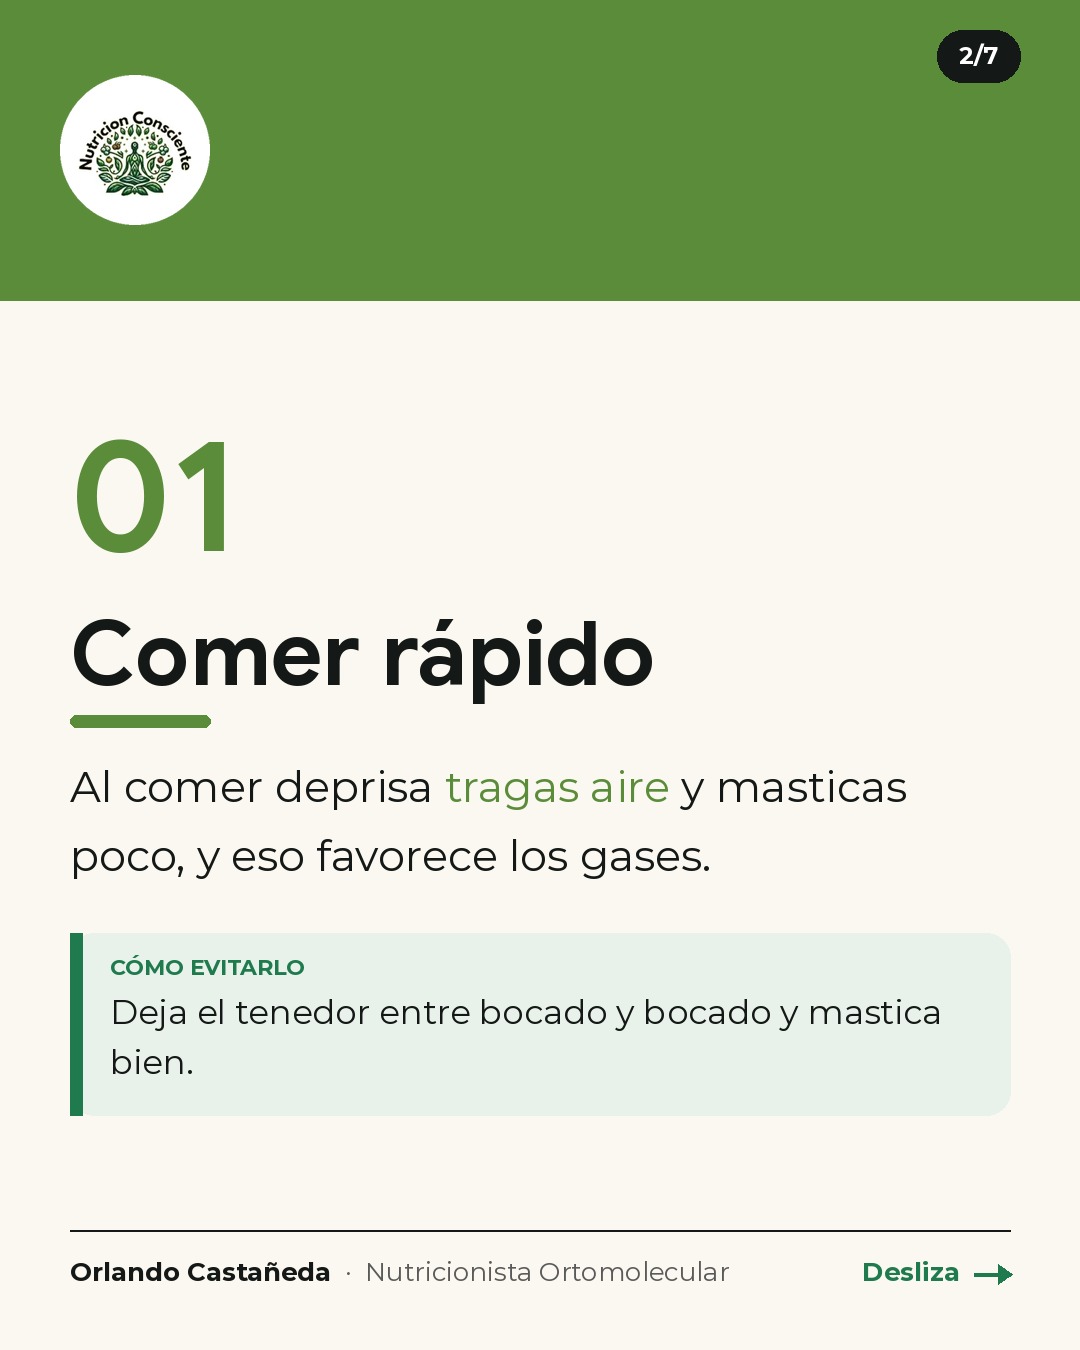 2/7
Nutricion Consciente
01
Comer rápido
Al comer deprisa tragas aire y masticas
poco, y eso favorece los gases.
CÓMO EVITARLO
Deja el tenedor entre bocado y bocado y mastica
bien.
Orlando Castañeda · Nutricionista Ortomolecular
Desliza →